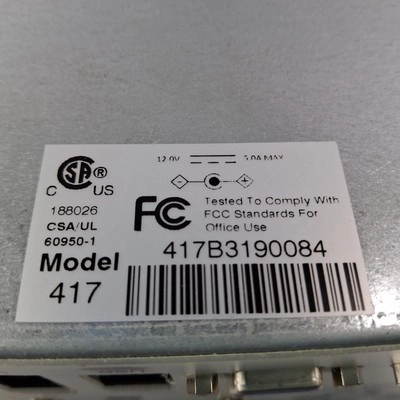 12.0V 5.0A MAX
C US
188026
CSA/UL
60950-1
Model
417
FC
Tested To Comply With
FCC Standards For
Office Use
417B3190084